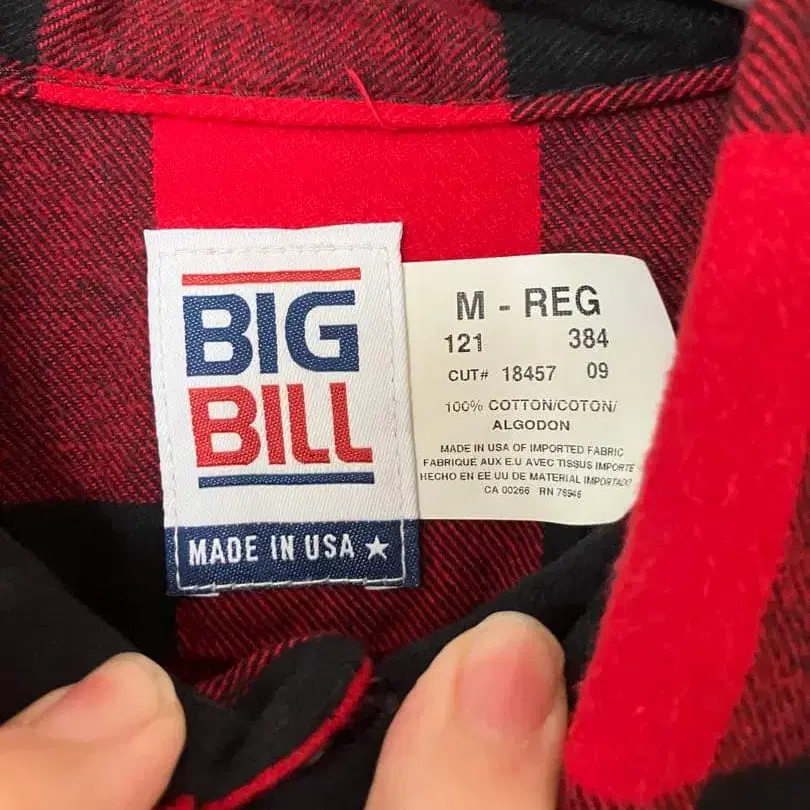 BIG
BILL
MADE IN USA
M - REG
121 384
CUT# 18457 09
100% COTTON/COTON/
ALGODON
MADE IN USA OF IMPORTED FABRIC
FABRIQUE AUX E.U AVEC TISSUS IMPORTE
HECHO EN EE UU DE MATERIAL IMPORTADO
CA 00266 RN 76946